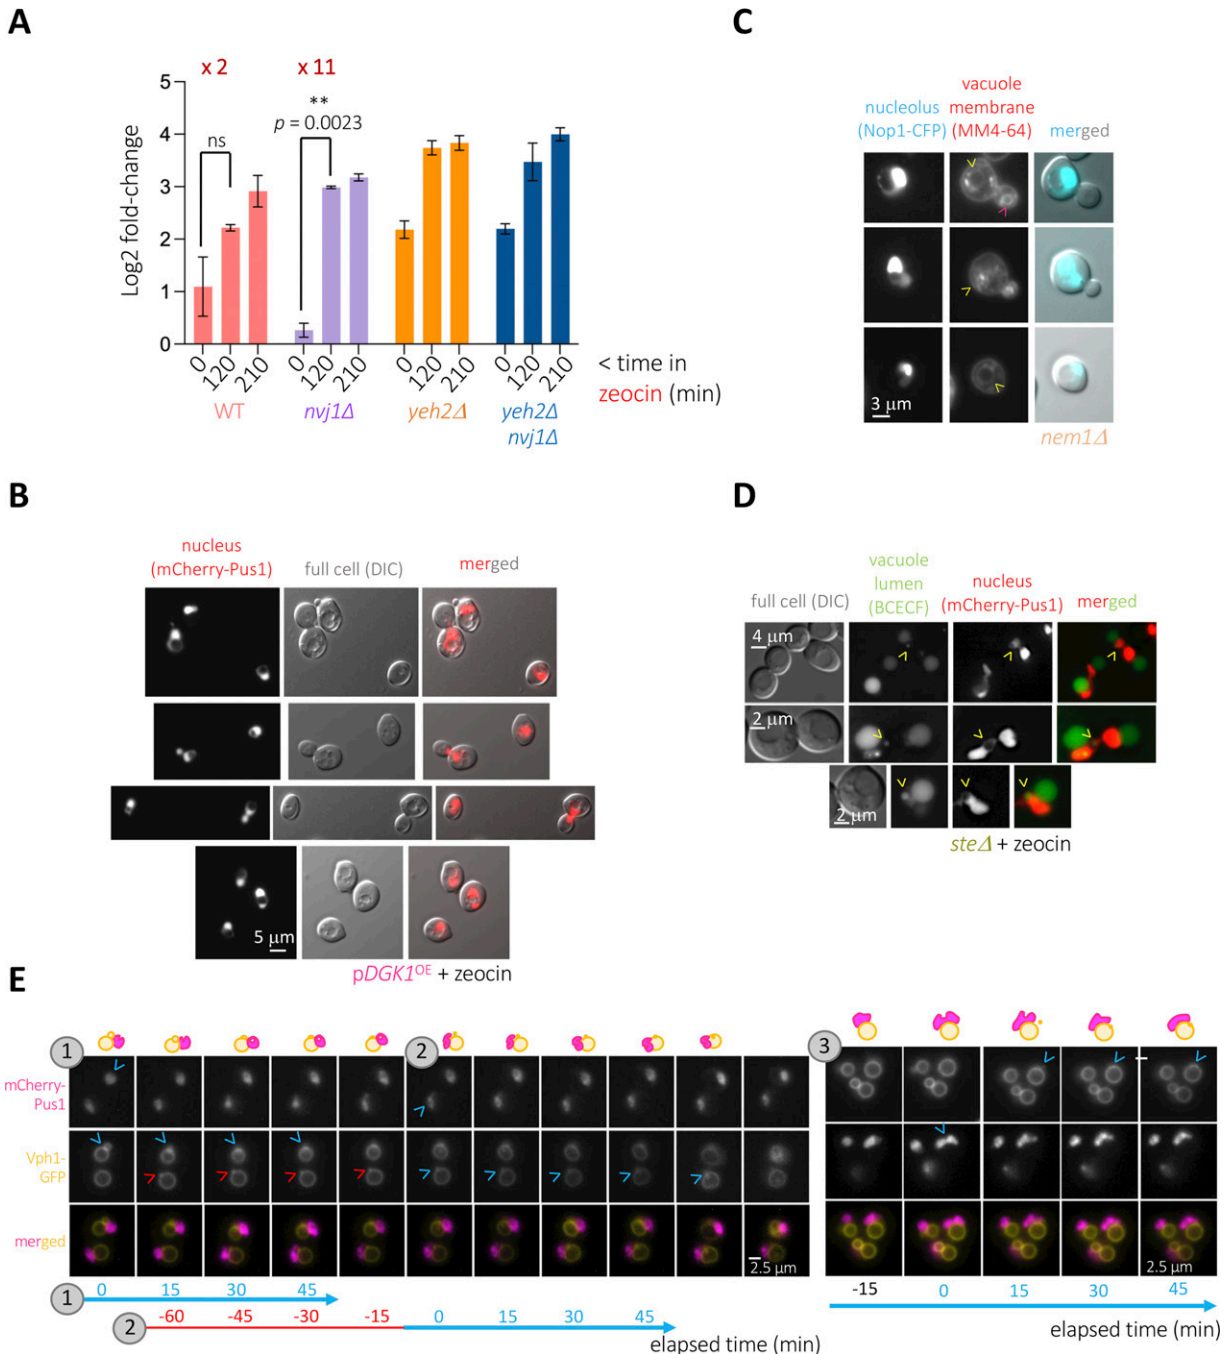 A
x 2
x 11
**
p = 0.0023
ns
Log2 fold-change
5
4
3
2
1
0
0
120
210
0
120
210
0
120
210
0
120
210
< time in
zeocin (min)
WT
nvj1Δ
yeh2Δ
yeh2Δ
nvj1Δ
C
nucleolus
(Nop1-CFP)
vacuole
membrane
(MM4-64)
merged
3 μm
nem1Δ
B
nucleus
(mCherry-Pus1)
full cell (DIC)
merged
5 μm
pDGK1OE + zeocin
D
full cell (DIC)
vacuole
lumen
(BCECF)
nucleus
(mCherry-Pus1)
merged
4 μm
2 μm
2 μm
steΔ + zeocin
E
1
2
3
mCherry-
Pus1
Vph1-
GFP
merged
2.5 μm
2.5 μm
1
0
15
30
45
2
-60
-45
-30
-15
0
15
30
45
elapsed time (min)
-15
0
15
30
45
elapsed time (min)